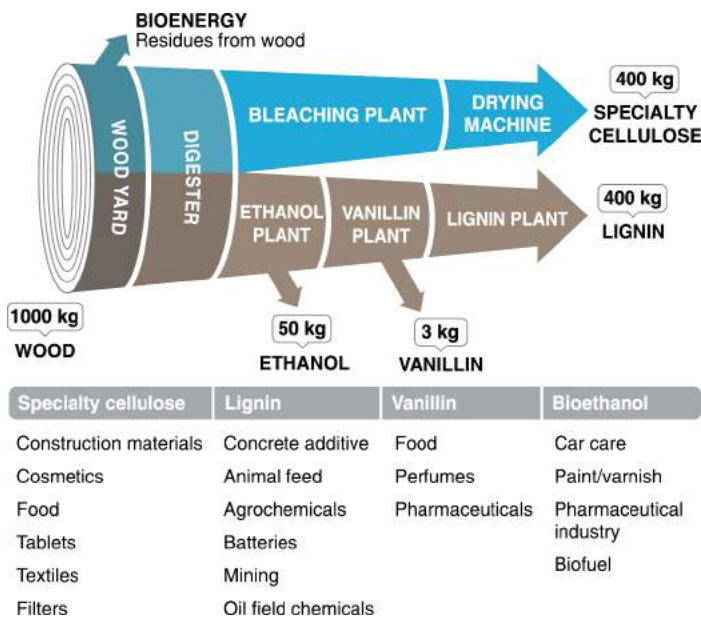 BIOENERGY
Residues from wood
WOOD YARD
DIGESTER
BLEACHING PLANT
DRYING
MACHINE
400 kg
SPECIALTY
CELLULOSE
ETHANOL
PLANT
VANILLIN
PLANT
LIGNIN PLANT
400 kg
LIGNIN
1000 kg
WOOD
50 kg
ETHANOL
3 kg
VANILLIN
Specialty cellulose
Lignin
Vanillin
Bioethanol
Construction materials
Concrete additive
Food
Car care
Cosmetics
Animal feed
Perfumes
Paint/varnish
Food
Agrochemicals
Pharmaceuticals
Pharmaceutical
industry
Tablets
Batteries
Biofuel
Textiles
Mining
Filters
Oil field chemicals